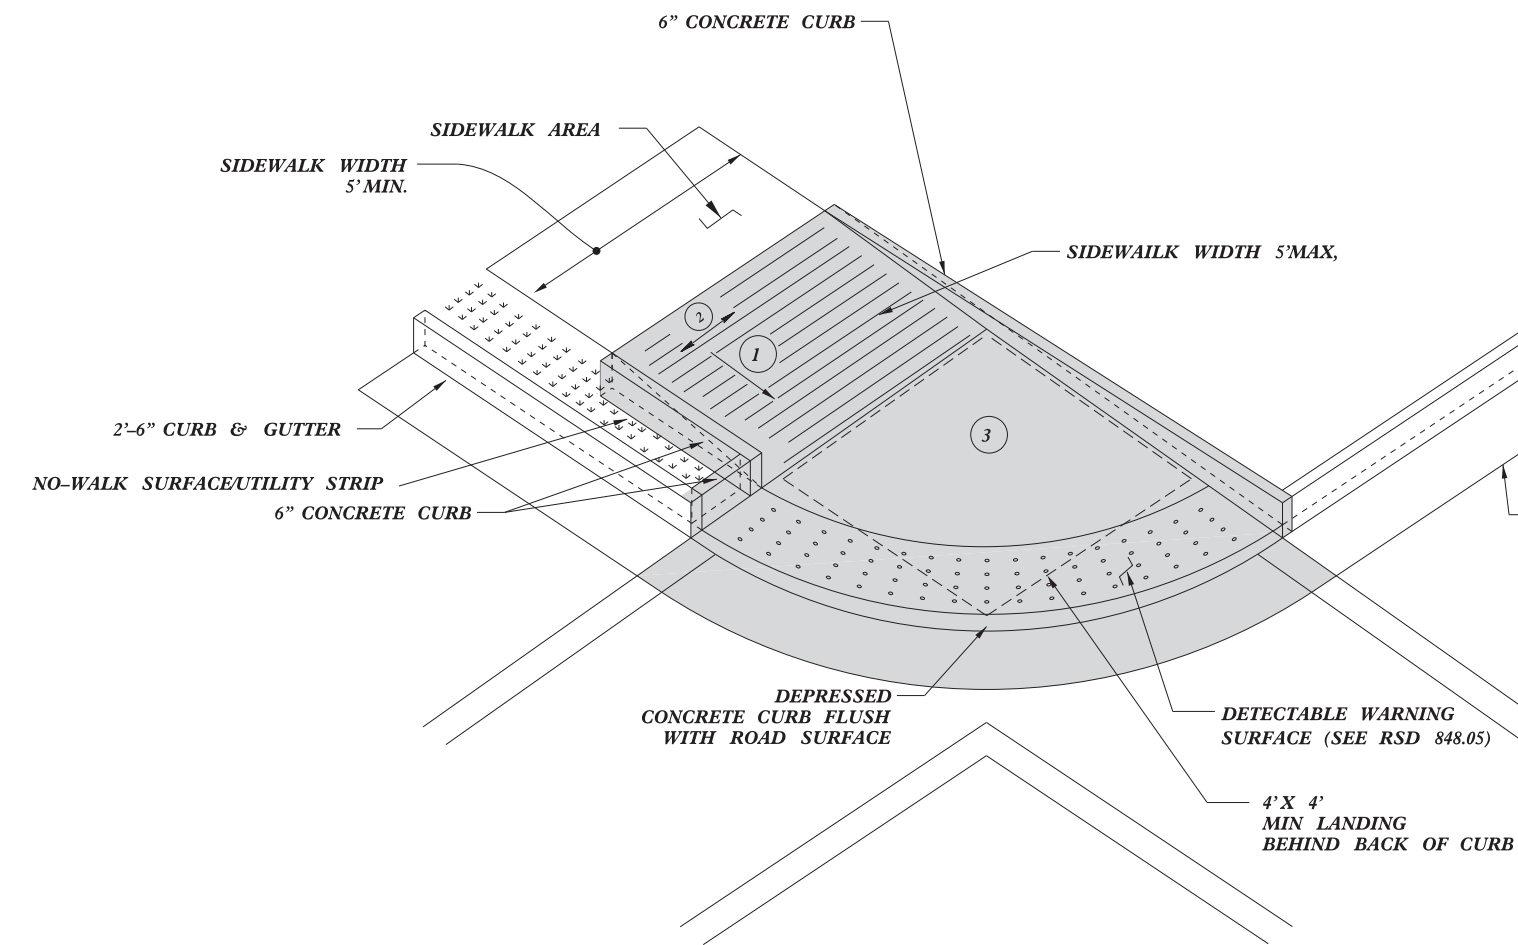 6” CONCRETE CURB
SIDEWALK AREA
SIDEWALK WIDTH
5’ MIN.
SIDEWAILK WIDTH 5’MAX,
2
1
3
2’–6” CURB & GUTTER
NO–WALK SURFACE/UTILITY STRIP
6” CONCRETE CURB
DEPRESSED
CONCRETE CURB FLUSH
WITH ROAD SURFACE
DETECTABLE WARNING
SURFACE (SEE RSD 848.05)
4’ X 4’
MIN LANDING
BEHIND BACK OF CURB